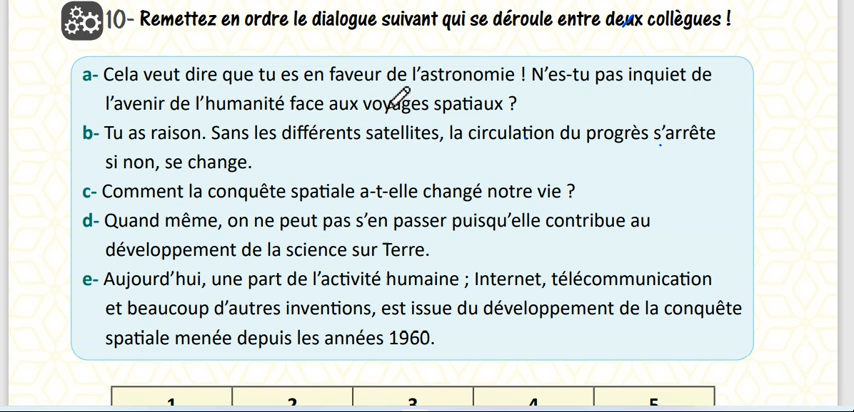 10- Remettez en ordre le dialogue suivant qui se déroule entre deux collègues !
a- Cela veut dire que tu es en faveur de l'astronomie ! N'es-tu pas inquiet de
l'avenir de l'humanité face aux voyages spatiaux ?
b- Tu as raison. Sans les différents satellites, la circulation du progrès s'arrête
si non, se change.
c- Comment la conquête spatiale a-t-elle changé notre vie ?
d- Quand même, on ne peut pas s'en passer puisqu'elle contribue au
développement de la science sur Terre.
e- Aujourd'hui, une part de l'activité humaine ; Internet, télécommunication
et beaucoup d'autres inventions, est issue du développement de la conquête
spatiale menée depuis les années 1960.
1 2 3 4 5